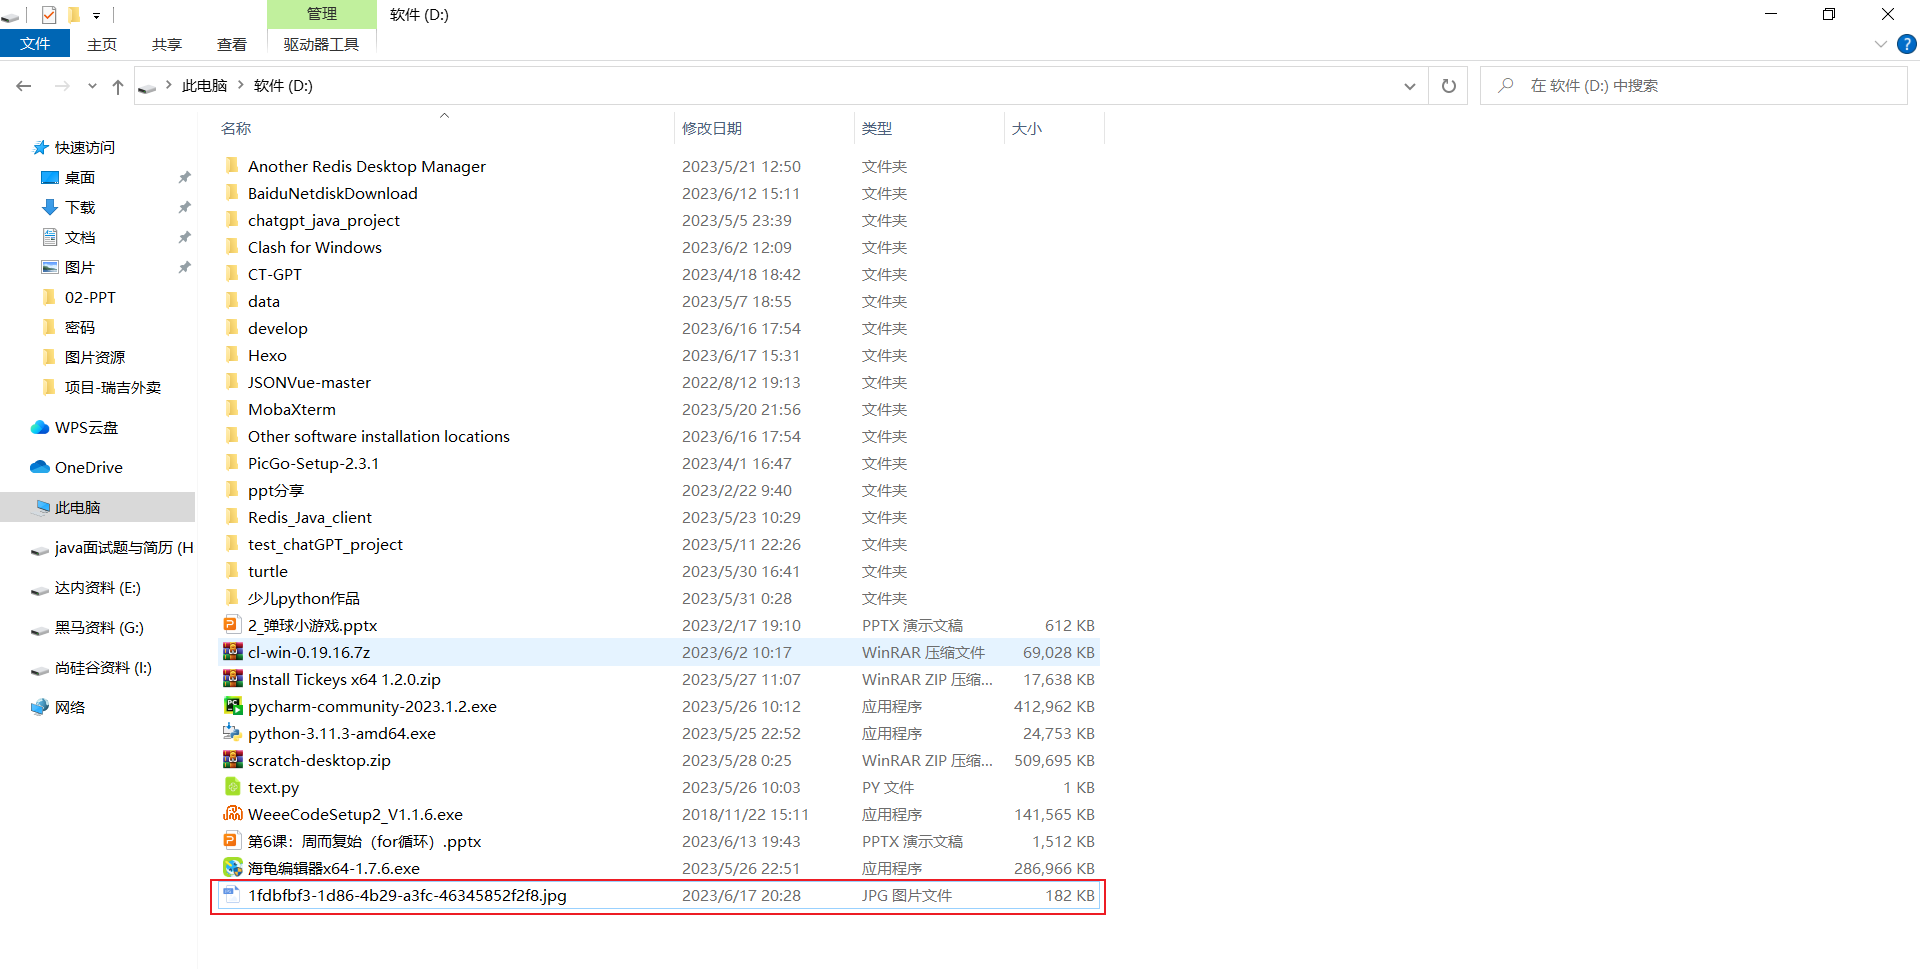 管理
软件 (D:)
文件
主页
共享
查看
驱动器工具
此电脑
软件 (D:)
在 软件 (D:) 中搜索
快速访问
桌面
下载
文档
图片
02-PPT
密码
图片资源
项目-瑞吉外卖
WPS云盘
OneDrive
此电脑
java面试题与简历 (H
达内资料 (E:)
黑马资料 (G:)
尚硅谷资料 (I:)
网络
名称 修改日期 类型 大小
Another Redis Desktop Manager 2023/5/21 12:50 文件夹
BaiduNetdiskDownload 2023/6/12 15:11 文件夹
chatgpt_java_project 2023/5/5 23:39 文件夹
Clash for Windows 2023/6/2 12:09 文件夹
CT-GPT 2023/4/18 18:42 文件夹
data 2023/5/7 18:55 文件夹
develop 2023/6/16 17:54 文件夹
Hexo 2023/6/17 15:31 文件夹
JSONVue-master 2022/8/12 19:13 文件夹
MobaXterm 2023/5/20 21:56 文件夹
Other software installation locations 2023/6/16 17:54 文件夹
PicGo-Setup-2.3.1 2023/4/1 16:47 文件夹
ppt分享 2023/2/22 9:40 文件夹
Redis_Java_client 2023/5/23 10:29 文件夹
test_chatGPT_project 2023/5/11 22:26 文件夹
turtle 2023/5/30 16:41 文件夹
少儿python作品 2023/5/31 0:28 文件夹
2_弹球小游戏.pptx 2023/2/17 19:10 PPTX 演示文稿 612 KB
cl-win-0.19.16.7z 2023/6/2 10:17 WinRAR 压缩文件 69,028 KB
Install Tickeys x64 1.2.0.zip 2023/5/27 11:07 WinRAR ZIP 压缩... 17,638 KB
pycharm-community-2023.1.2.exe 2023/5/26 10:12 应用程序 412,962 KB
python-3.11.3-amd64.exe 2023/5/25 22:52 应用程序 24,753 KB
scratch-desktop.zip 2023/5/28 0:25 WinRAR ZIP 压缩... 509,695 KB
text.py 2023/5/26 10:03 PY 文件 1 KB
WeeeCodeSetup2_V1.1.6.exe 2018/11/22 15:11 应用程序 141,565 KB
第6课：周而复始（for循环）.pptx 2023/6/13 19:43 PPTX 演示文稿 1,512 KB
海龟编辑器x64-1.7.6.exe 2023/5/26 22:51 应用程序 286,966 KB
1fdbfbf3-1d86-4b29-a3fc-46345852f2f8.jpg 2023/6/17 20:28 JPG 图片文件 182 KB